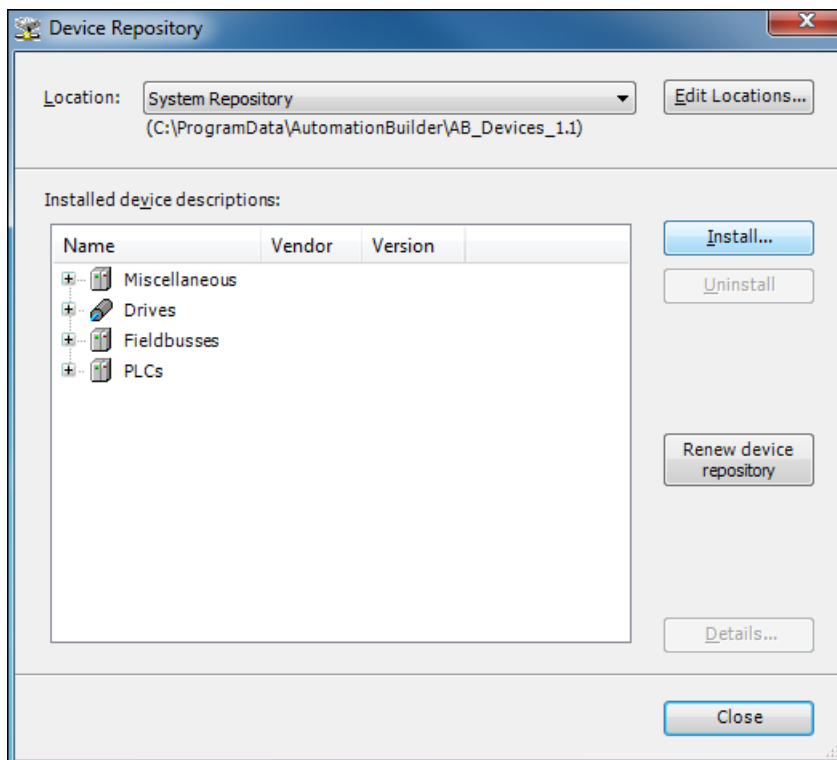 Device Repository
Location: System Repository Edit Locations...
(C:\ProgramData\AutomationBuilder\AB_Devices_1.1)
Installed device descriptions:
Name Vendor Version
Install...
Miscellaneous
Uninstall
Drives
Fieldbusses
PLCs
Renew device
repository
Details...
Close